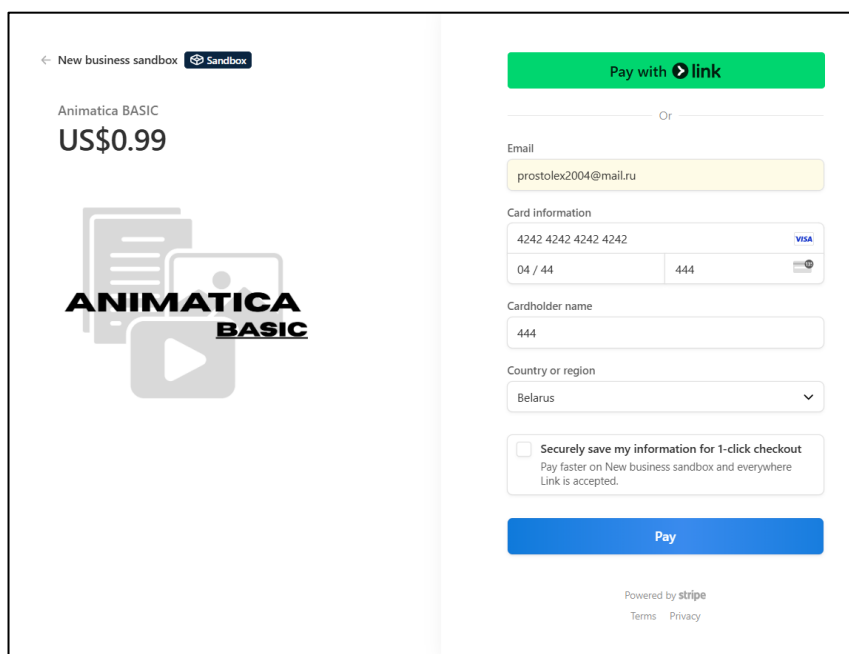 ← New business sandbox Sandbox
Animatica BASIC
US$0.99
ANIMATICA
BASIC
Pay with link
Or
Email
prostolex2004@mail.ru
Card information
4242 4242 4242 4242 VISA
04 / 44 444
Cardholder name
444
Country or region
Belarus
Securely save my information for 1-click checkout
Pay faster on New business sandbox and everywhere
Link is accepted.
Pay
Powered by stripe
Terms Privacy